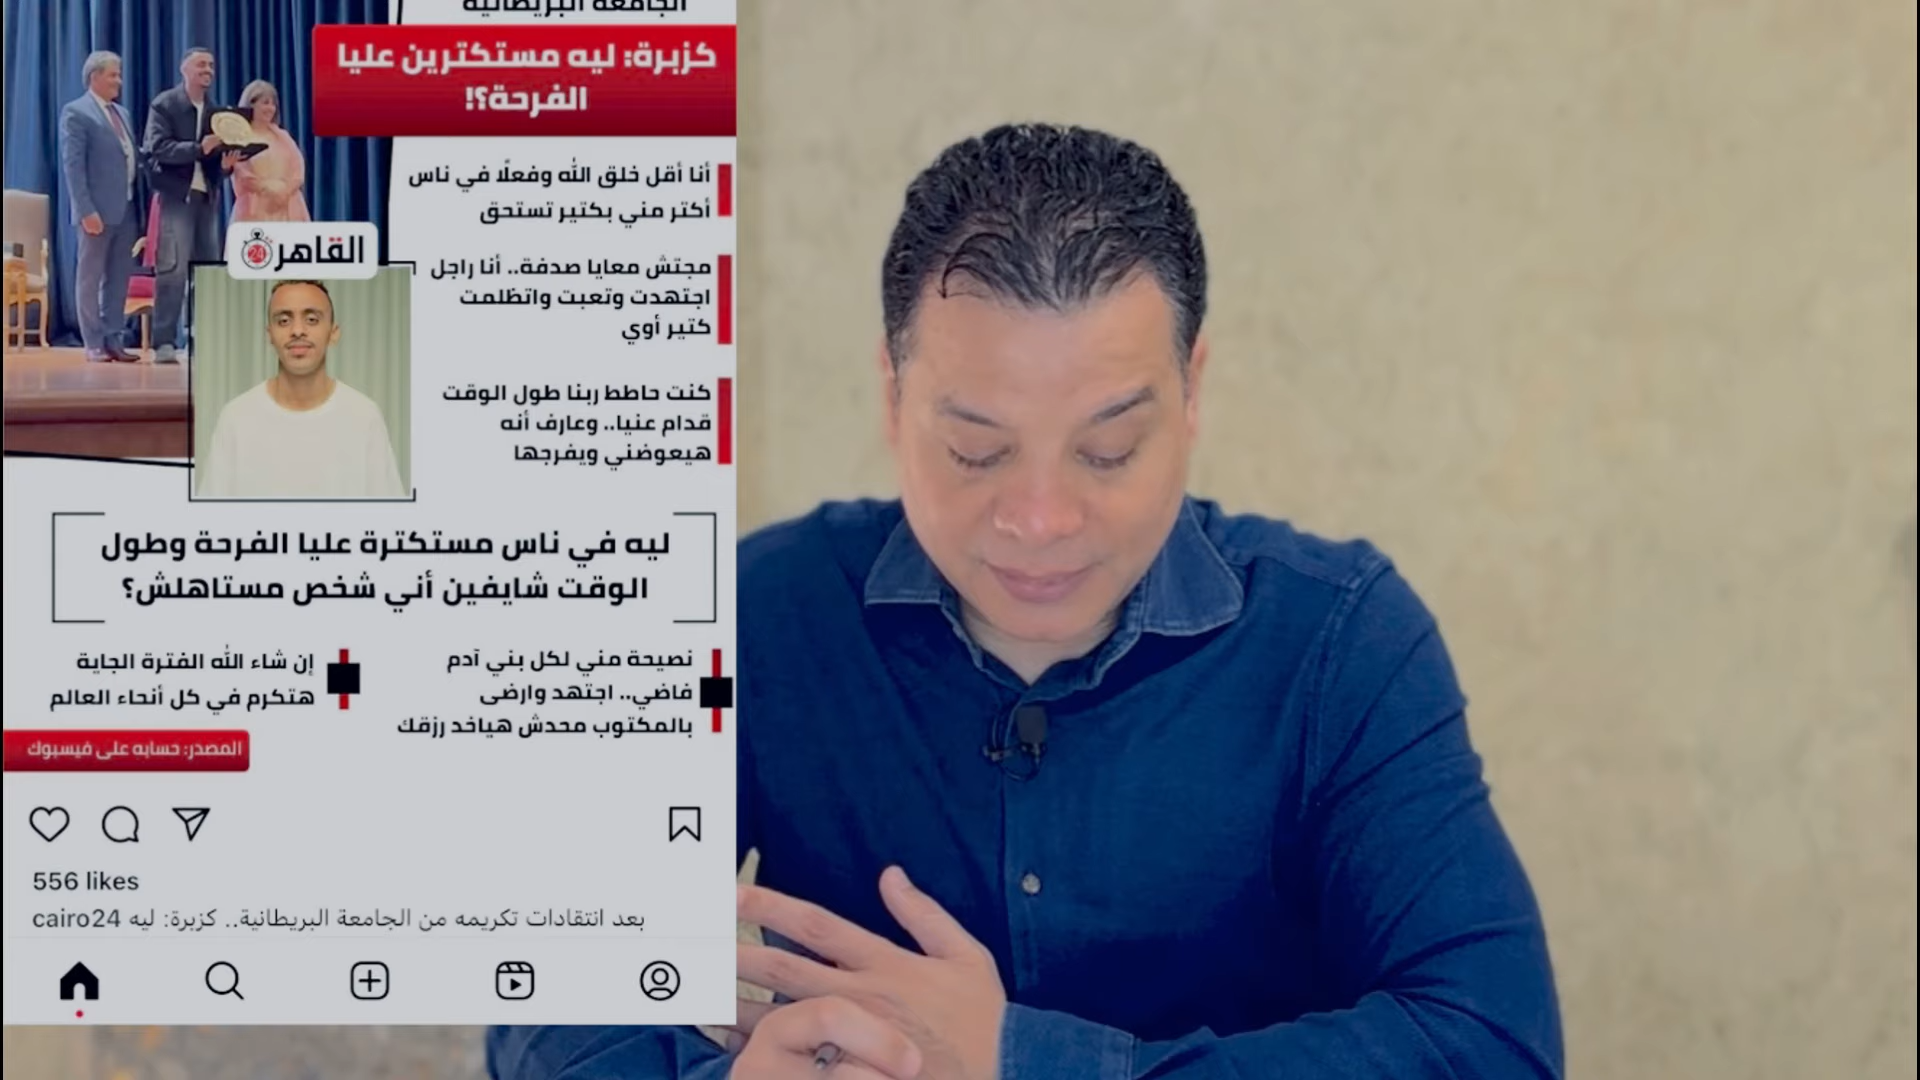 الجامعة البريطانية
كزبرة: ليه مستكترين عليا
الفرحة؟!
أنا أقل خلق الله وفعلًا في ناس
أكتر مني بكتير تستحق
القاهرة 24
مجتش معايا صدفة.. أنا راجل
اجتهدت وتعبت واتظلمت
كتير أوي
كنت حاطط ربنا طول الوقت
قدام عنيا.. وعارف أنه
هيعوضني ويفرجها
ليه في ناس مستكترة عليا الفرحة وطول
الوقت شايفين أني شخص مستاهلش؟
نصيحة مني لكل بني آدم
فاضي.. اجتهد وارضى
بالمكتوب محدش هياخد رزقك
إن شاء الله الفترة الجاية
هتكرم في كل أنحاء العالم
المصدر: حسابه على فيسبوك
556 likes
cairo24 بعد انتقادات تكريمه من الجامعة البريطانية.. كزبرة: ليه